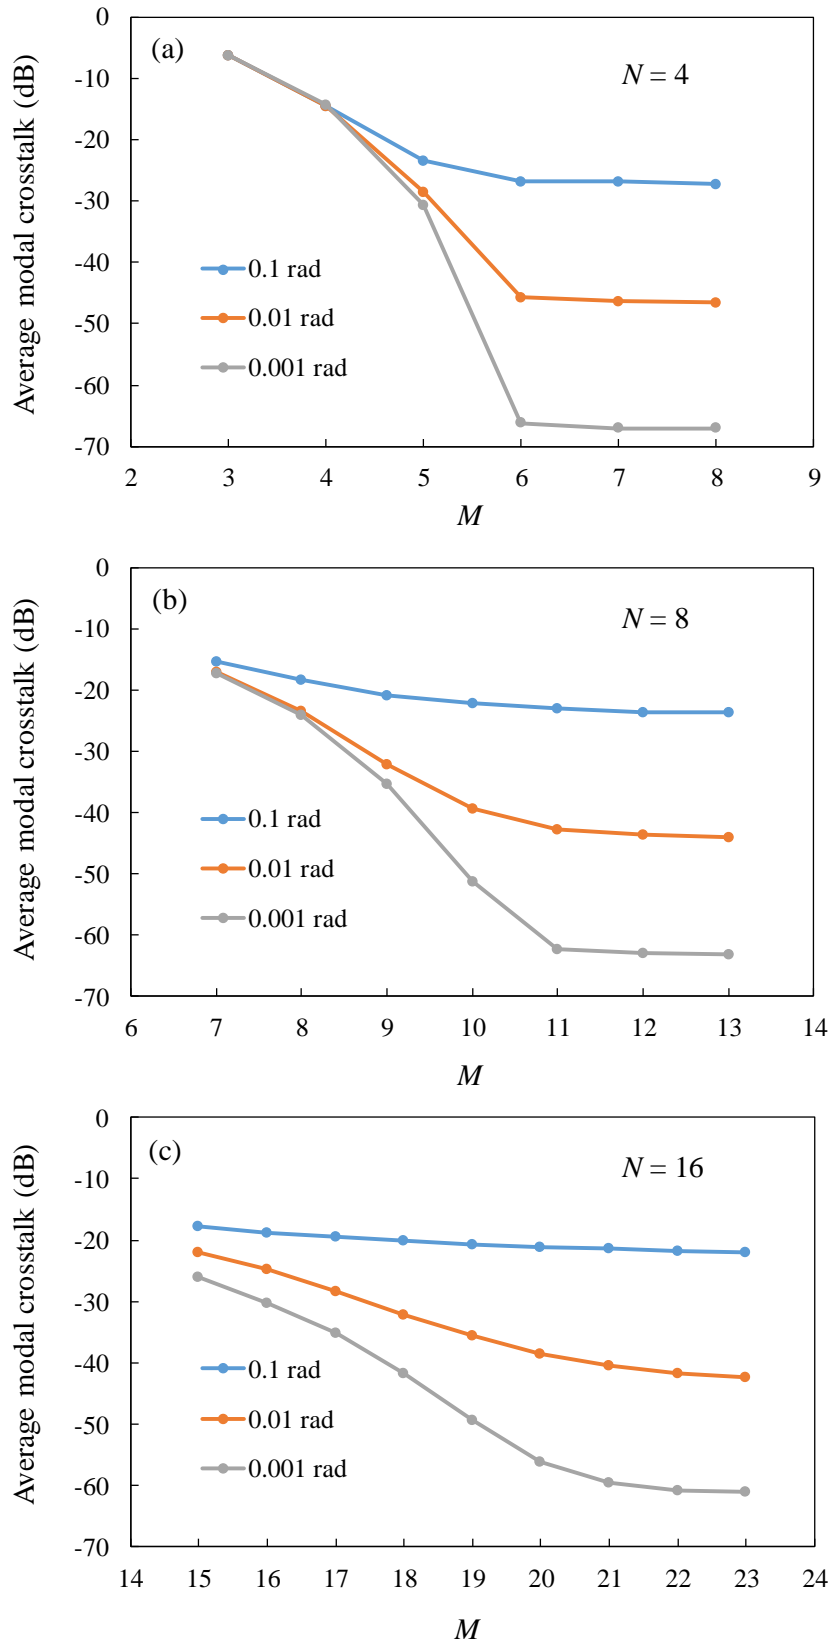 (a)
N = 4
Average modal crosstalk (dB)
0
-10
-20
-30
-40
-50
-60
-70
0.1 rad
0.01 rad
0.001 rad
2 3 4 5 6 7 8 9
M
(b)
N = 8
Average modal crosstalk (dB)
0
-10
-20
-30
-40
-50
-60
-70
0.1 rad
0.01 rad
0.001 rad
6 7 8 9 10 11 12 13 14
M
(c)
N = 16
Average modal crosstalk (dB)
0
-10
-20
-30
-40
-50
-60
-70
0.1 rad
0.01 rad
0.001 rad
14 15 16 17 18 19 20 21 22 23 24
M